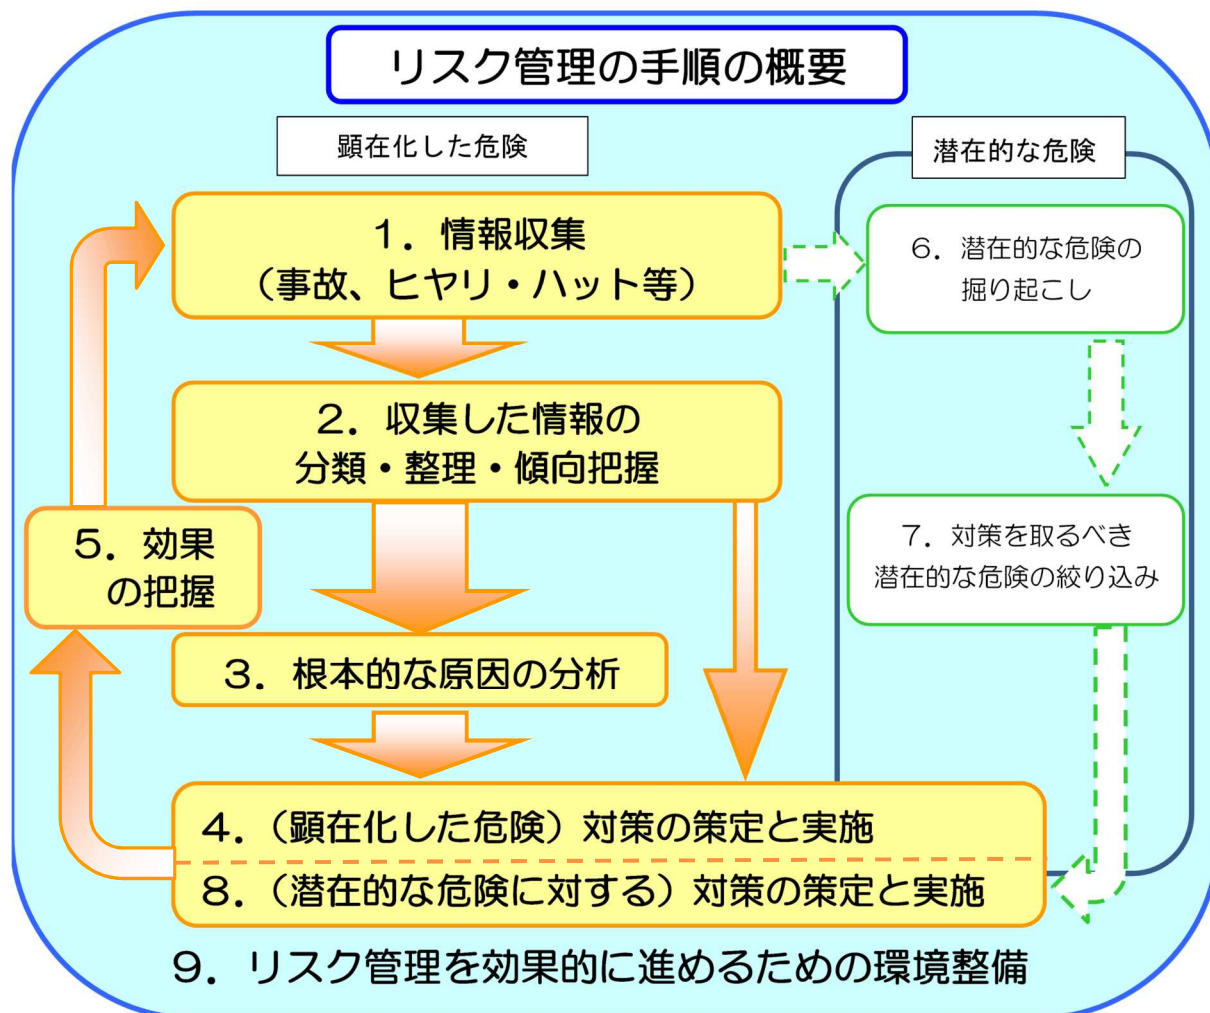 リスク管理の手順の概要
顕在化した危険
潜在的な危険
1．情報収集
（事故、ヒヤリ・ハット等）
6．潜在的な危険の
掘り起こし
2．収集した情報の
分類・整理・傾向把握
5．効果
の把握
7．対策を取るべき
潜在的な危険の絞り込み
3．根本的な原因の分析
4．（顕在化した危険）対策の策定と実施
8．（潜在的な危険に対する）対策の策定と実施
9．リスク管理を効果的に進めるための環境整備